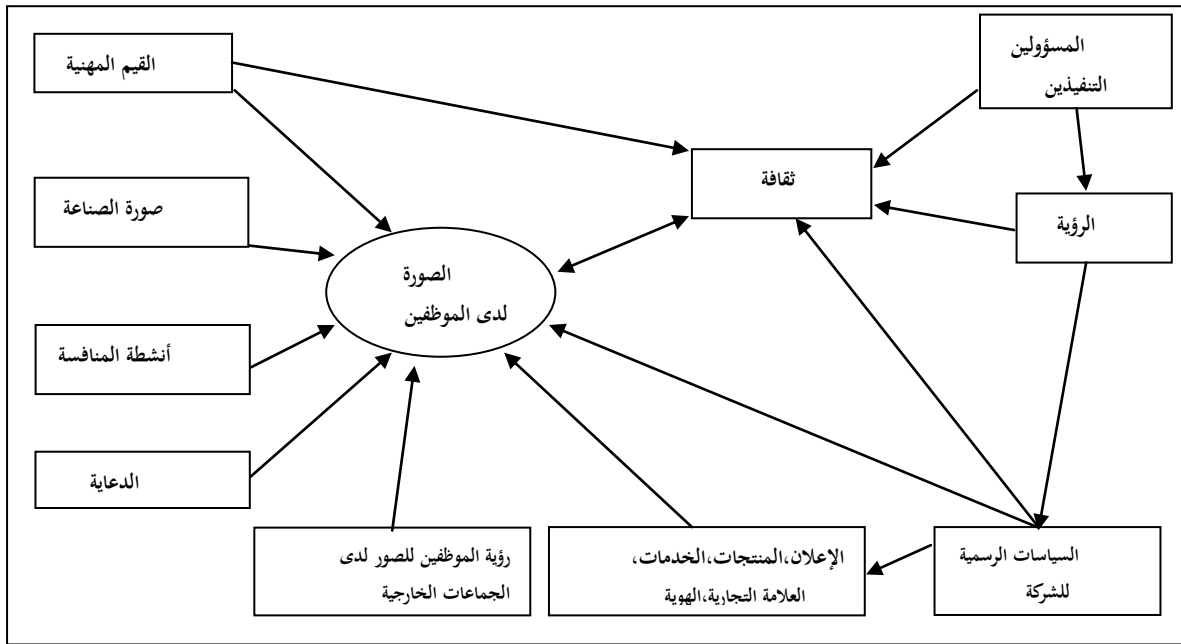 المسؤولين
التنفيذين
القيم المهنية
ثقافة
صورة الصناعة
الرؤية
الصورة
لدى الموظفين
أنشطة المنافسة
الدعاية
السياسات الرسمية
للشركة
الإعلان،المنتجات،الخدمات،
العلامة التجارية،الهوية
رؤية الموظفين للصور لدى
الجماعات الخارجية